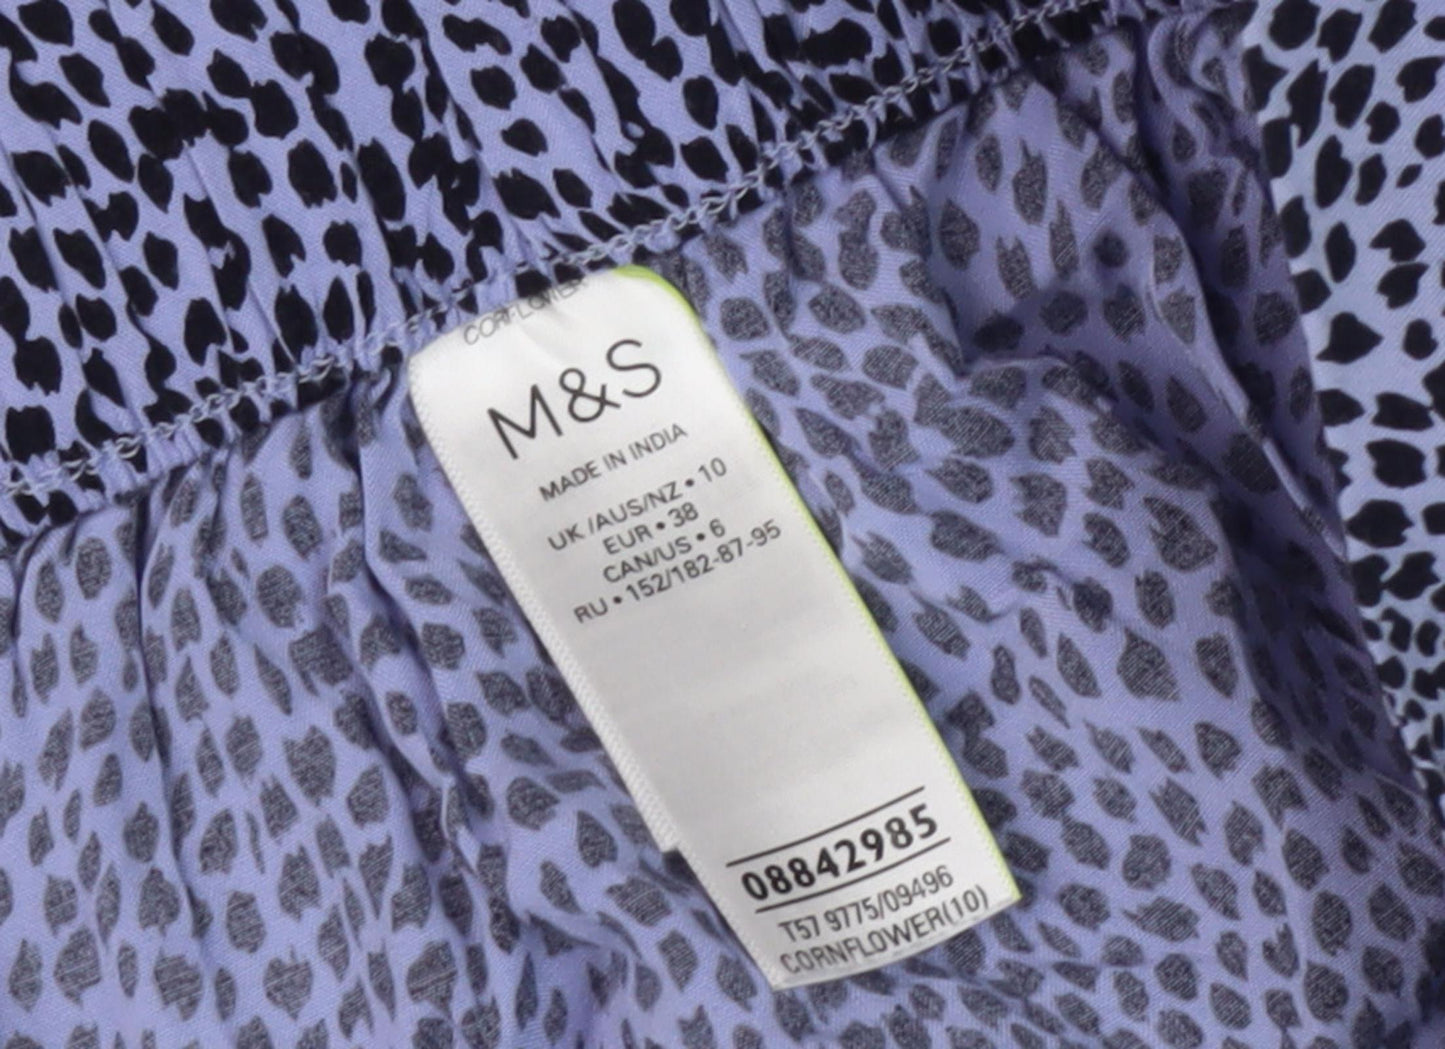 CORNFLOWER
M&S
MADE IN INDIA
UK /AUS/NZ • 10
EUR • 38
CAN/US • 6
RU • 152/182-87-95
08842985
T57 9775/09496
CORNFLOWER(10)